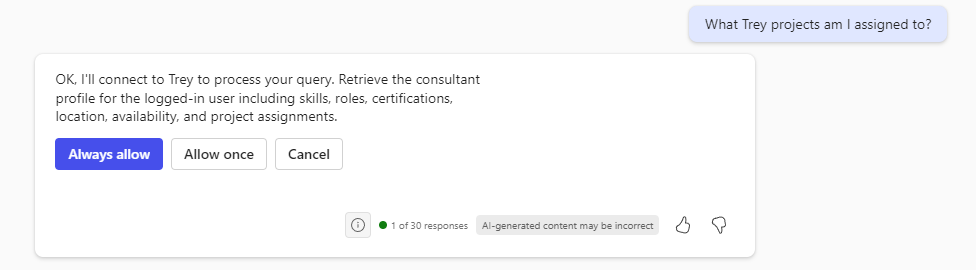 What Trey projects am I assigned to?
OK, I'll connect to Trey to process your query. Retrieve the consultant
profile for the logged-in user including skills, roles, certifications,
location, availability, and project assignments.
Always allow
Allow once
Cancel
1 of 30 responses
AI-generated content may be incorrect